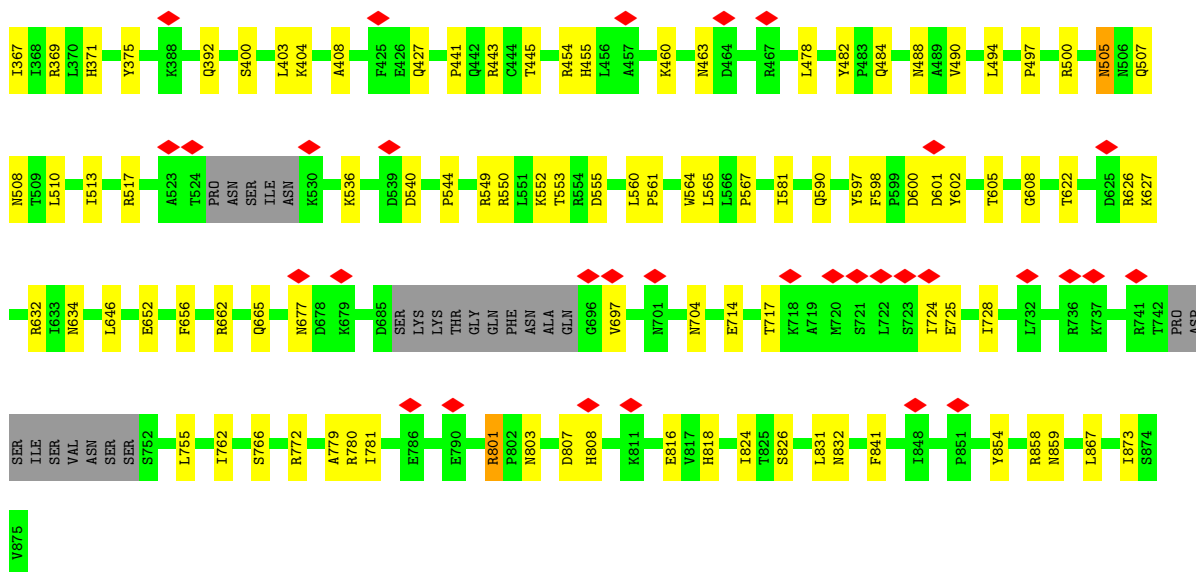 I367 I368 R369 L370 H371 Y375 K388 Q392 S400 L403 K404 A408 F425 E426 Q427 P441 Q442 R443 C444 T445 R454 H455 L456 A457 K460 N463 D464 R467 L478 Y482 P483 Q484 N488 A489 V490 L494 P497 R500 N505 N506 Q507
N508 T509 L510 I513 R517 A523 T524 PRO ASN SER ILE ASN K530 K536 D539 D540 P544 R549 R550 L551 K552 T553 R554 D555 L560 P561 W564 L565 L566 P567 I581 Q590 Y597 F598 P599 D600 D601 Y602 T605 G608 T622 D625 R626 K627
R632 I633 N634 L646 E652 F656 R662 Q665 N677 D678 K679 D685 SER LYS LYS THR GLY GLN PHE ASN ALA GLN G696 V697 N701 N704 E714 T717 K718 A719 M720 S721 L722 S723 I724 E725 I728 L732 R736 K737 R741 T742 PRO ASP
SER ILE SER VAL ASN SER SER S752 L755 I762 S766 R772 A779 R780 I781 E786 E790 R801 P802 N803 D807 H808 K811 E816 V817 H818 I824 T825 S826 L831 N832 F841 I848 P851 Y854 R858 N859 L867 I873 S874
V875